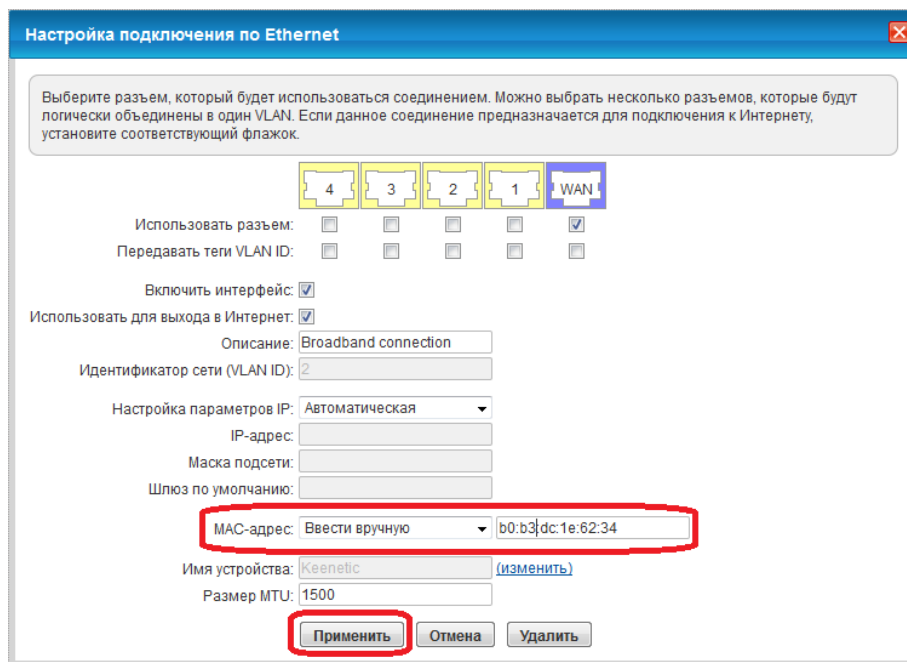 Настройка подключения по Ethernet
Выберите разъем, который будет использоваться соединением. Можно выбрать несколько разъемов, которые будут
логически объединены в один VLAN. Если данное соединение предназначается для подключения к Интернету,
установите соответствующий флажок.
4 3 2 1 WAN
Использовать разъем:
Передавать теги VLAN ID:
Включить интерфейс:
Использовать для выхода в Интернет:
Описание: Broadband connection
Идентификатор сети (VLAN ID): 2
Настройка параметров IP: Автоматическая
IP-адрес:
Маска подсети:
Шлюз по умолчанию:
MAC-адрес: Ввести вручную b0:b3:dc:1e:62:34
Имя устройства: Keenetic (изменить)
Размер MTU: 1500
Применить Отмена Удалить